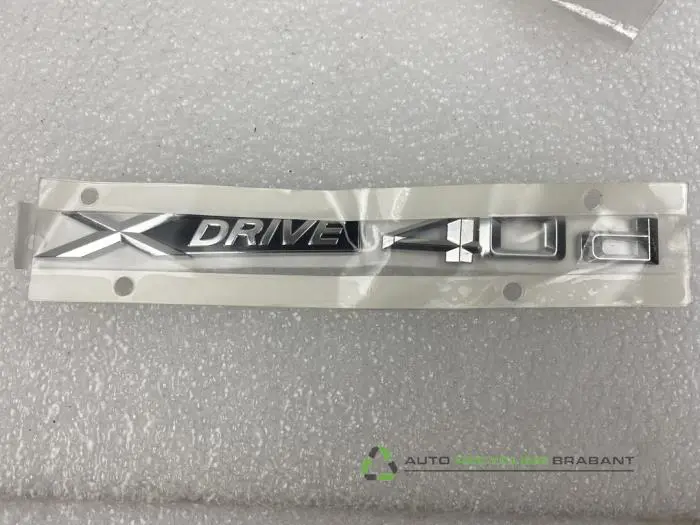 XDRIVE 40d
AUTO RECYCLING BRABANT